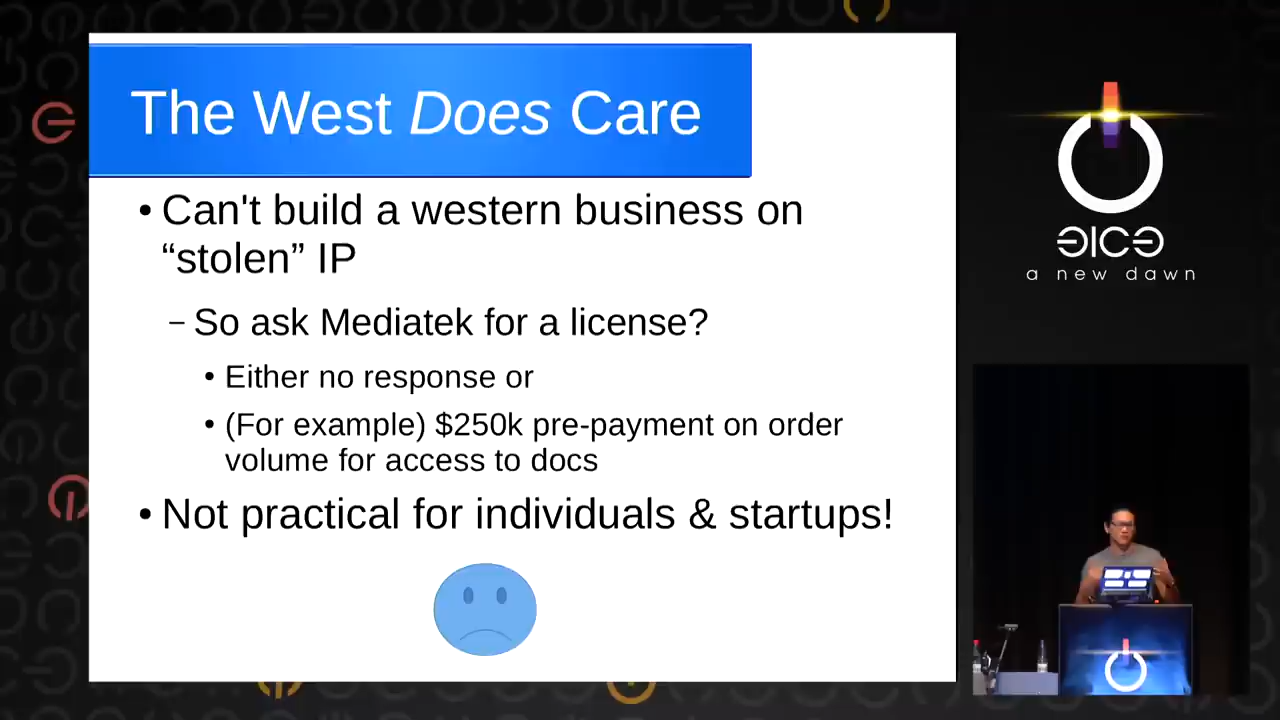 The West Does Care
• Can't build a western business on
“stolen” IP
– So ask Mediatek for a license?
• Either no response or
• (For example) $250k pre-payment on order
volume for access to docs
• Not practical for individuals & startups!
a new dawn